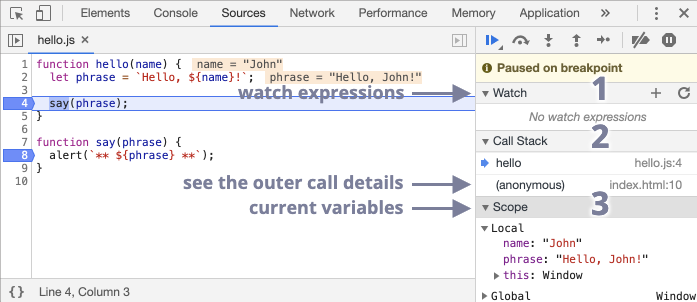 Elements Console Sources Network Performance Memory Application »
hello.js ×
1 function hello(name) { name = "John"
2 let phrase = `Hello, ${name}!`; phrase = "Hello, John!"
3
4 say(phrase);
5 }
6
7 function say(phrase) {
8 alert(`** ${phrase} **`);
9 }
10
{} Line 4, Column 3
watch expressions
see the outer call details
current variables
Paused on breakpoint
1
Watch
No watch expressions
2
Call Stack
hello hello.js:4
(anonymous) index.html:10
3
Scope
Local
name: "John"
phrase: "Hello, John!"
this: Window
Global Window